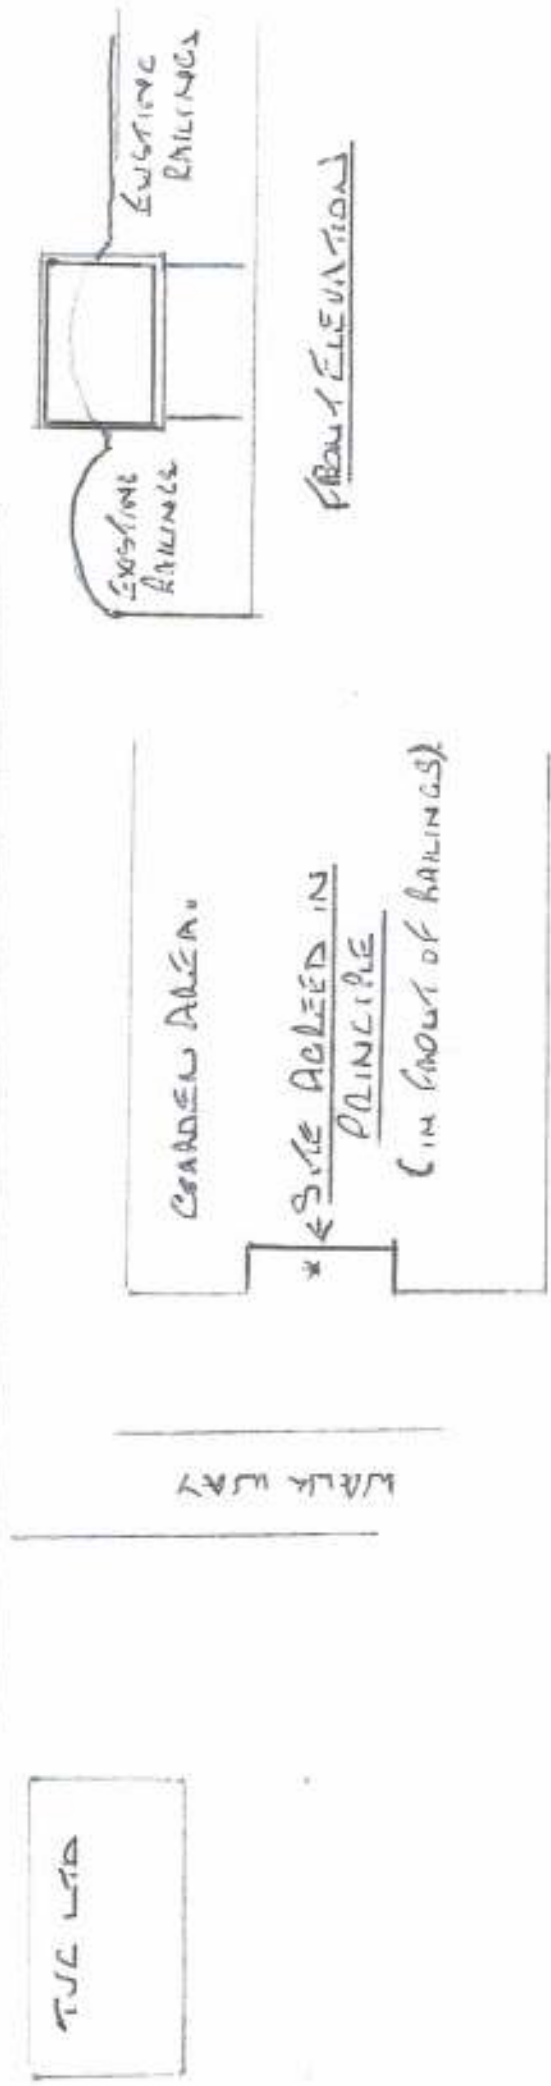 TJC LTD
WALK WAY
GARDEN AREA.
* ← SITE AGREED IN
PRINCIPLE
(IN FRONT OF RAILINGS)
EXISTING
RAILINGS
EXISTING
RAILINGS
FRONT ELEVATION